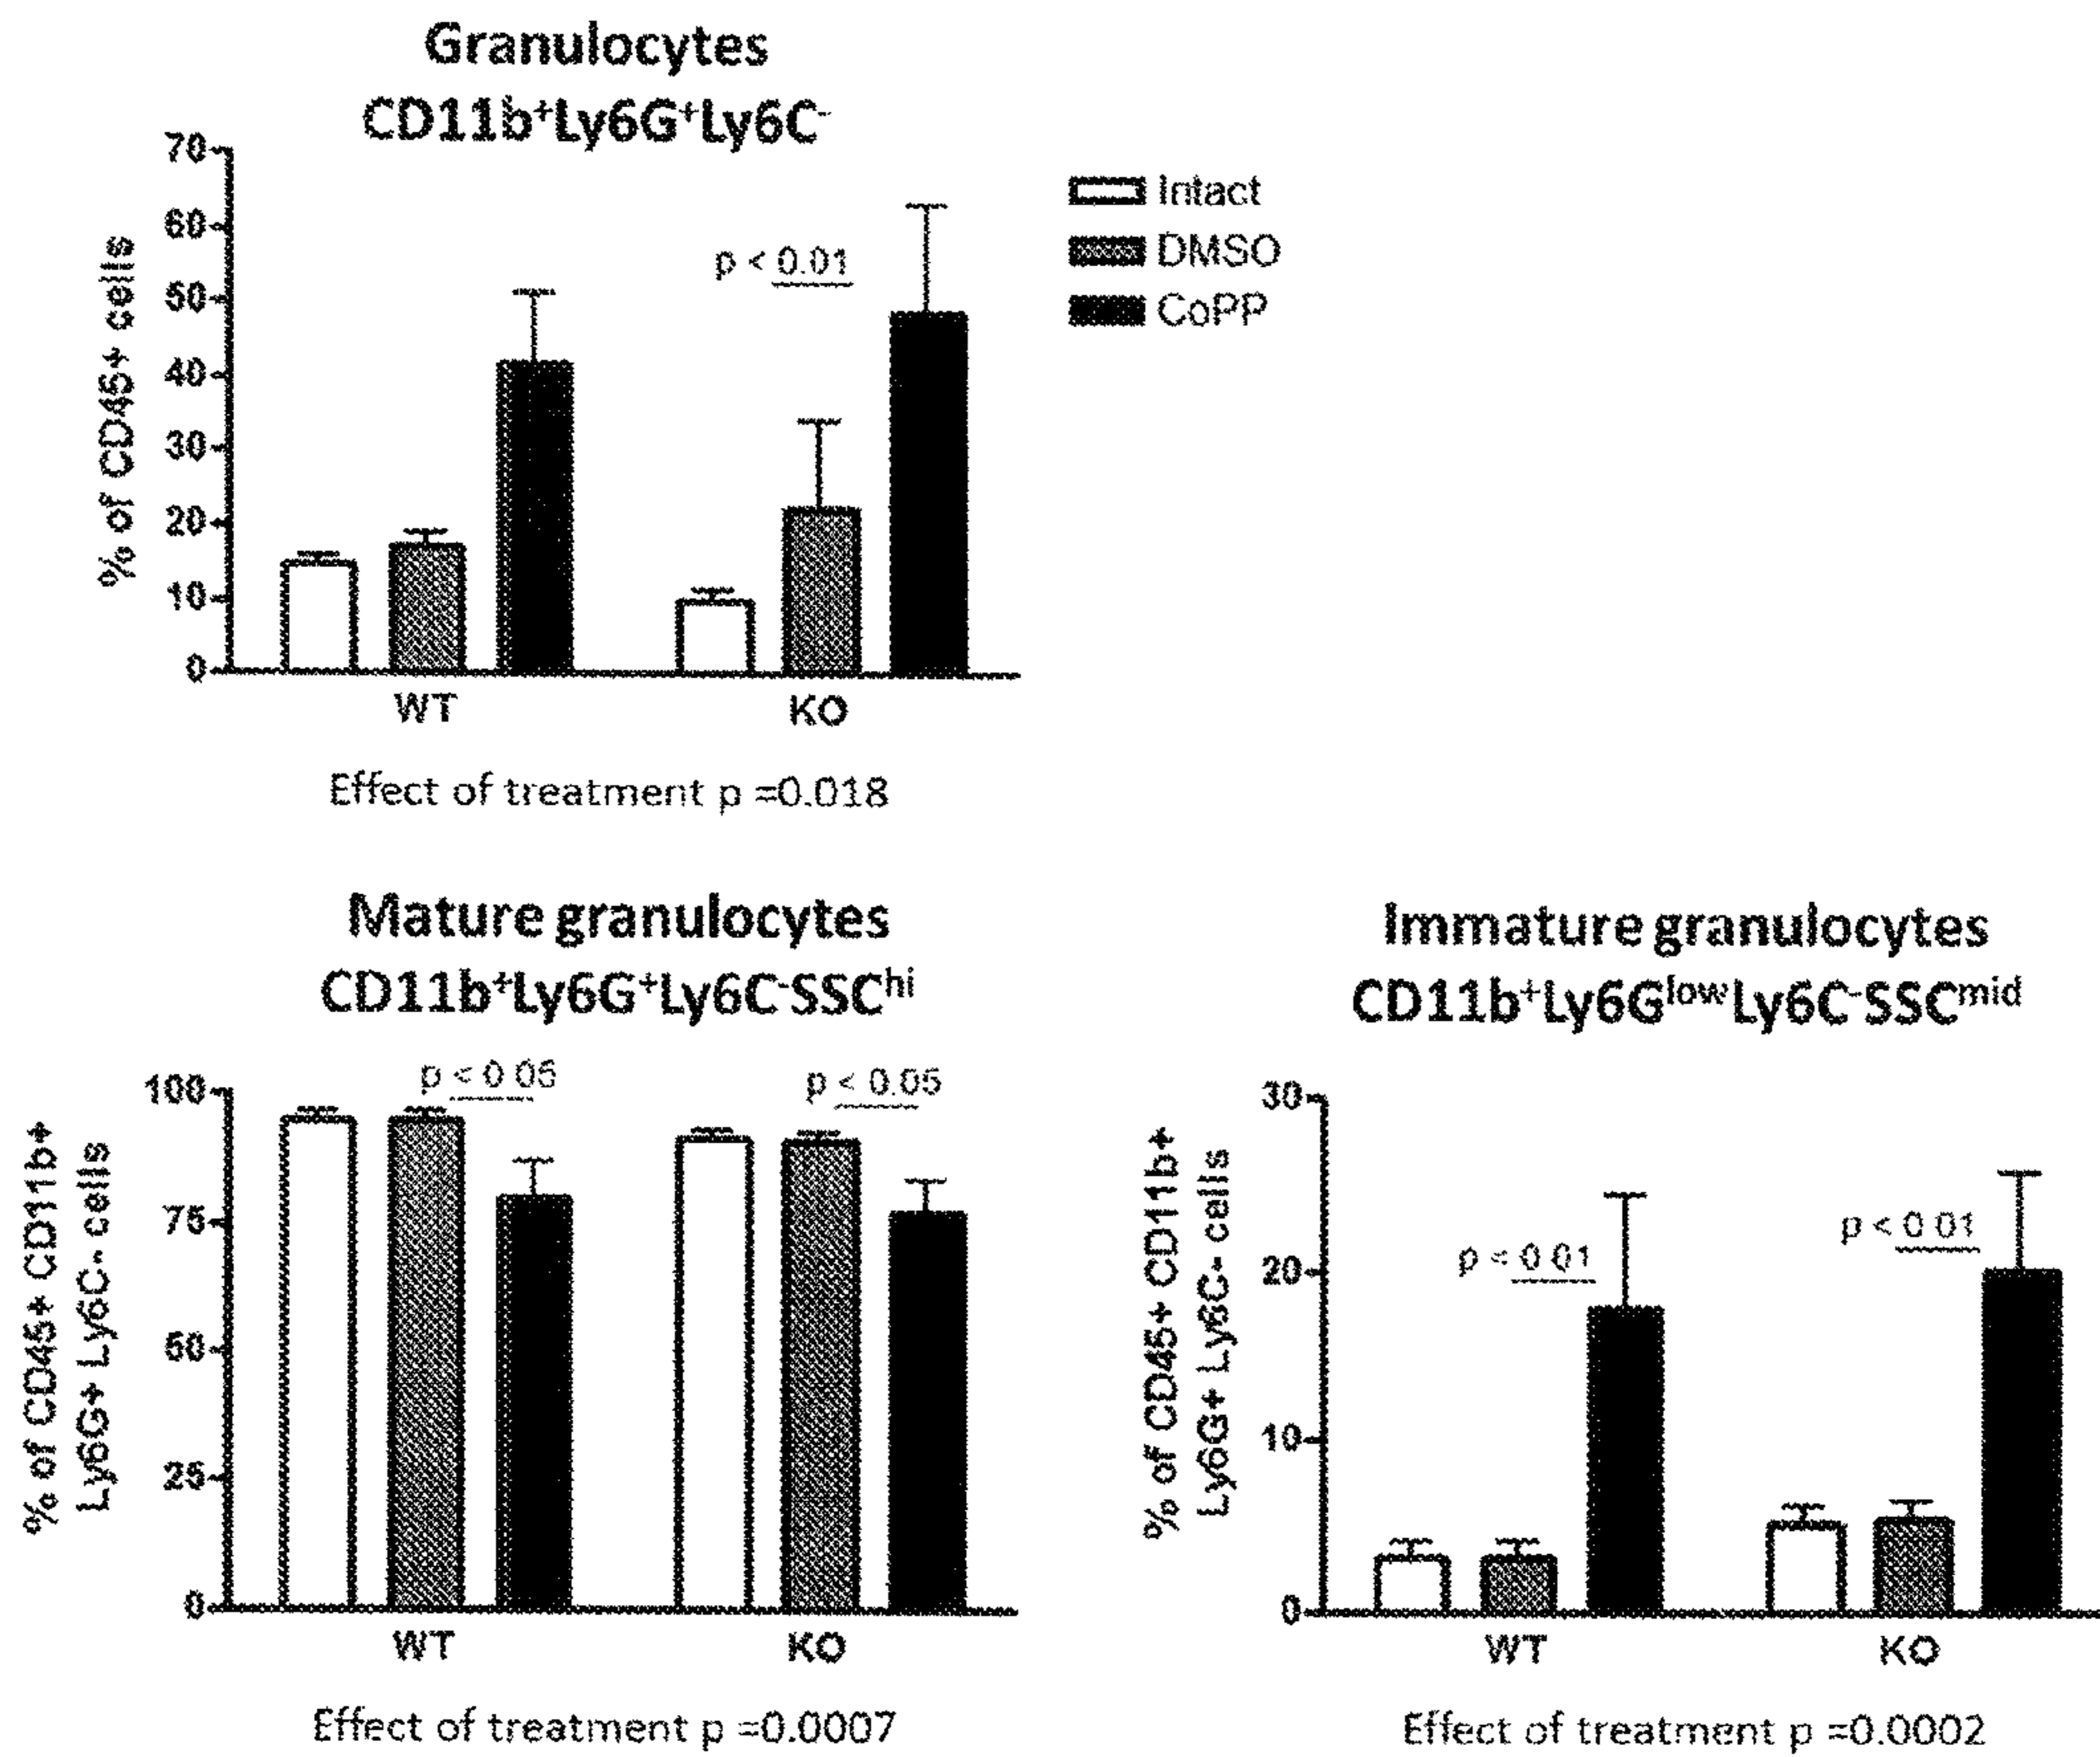 Granulocytes
CD11b⁺Ly6G⁺Ly6C⁻
70
60
50
40
30
20
10
0
% of CD45+ cells
p < 0.01
WT
KO
Intact
DMSO
CoPP
Effect of treatment p =0.018
Mature granulocytes
CD11b⁺Ly6G⁺Ly6C⁻SSCʰⁱ
100
75
50
25
0
% of CD45+ CD11b+
Ly6G+ Ly6C- cells
p < 0.05
p < 0.05
WT
KO
Effect of treatment p =0.0007
Immature granulocytes
CD11b⁺Ly6Gˡᵒʷ Ly6C⁻SSCᵐⁱᵈ
30
20
10
0
% of CD45+ CD11b+
Ly6G+ Ly6C- cells
p < 0.01
p < 0.01
WT
KO
Effect of treatment p =0.0002